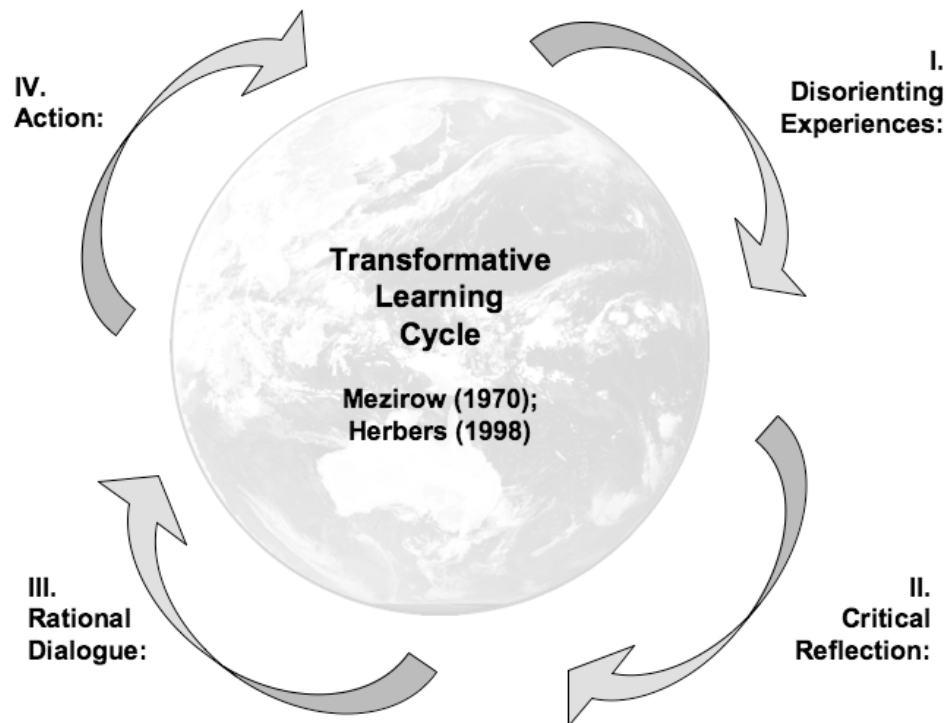 I.
Disorienting
Experiences:
II.
Critical
Reflection:
III.
Rational
Dialogue:
IV.
Action:
Transformative
Learning
Cycle
Mezirow (1970);
Herbers (1998)